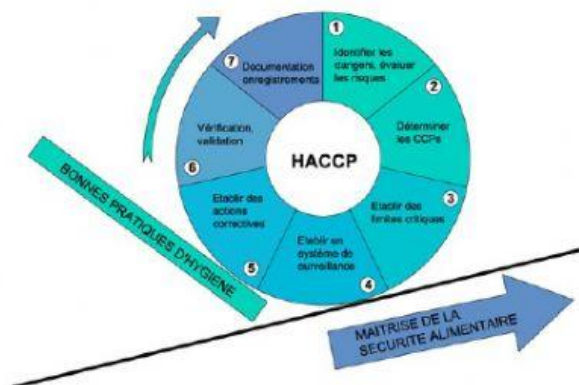 1
Identifier les
dangers, évaluer
les risques
2
Déterminer
les CCPs
3
Etablir des
limites critiques
4
Etablir en
système de
surveillance
5
Etablir des
actions
correctives
6
Vérification,
validation
7
Documentation
enregistrements
HACCP
BONNES PRATIQUES D'HYGIENE
MAITRISE DE LA
SECURITE ALIMENTAIRE